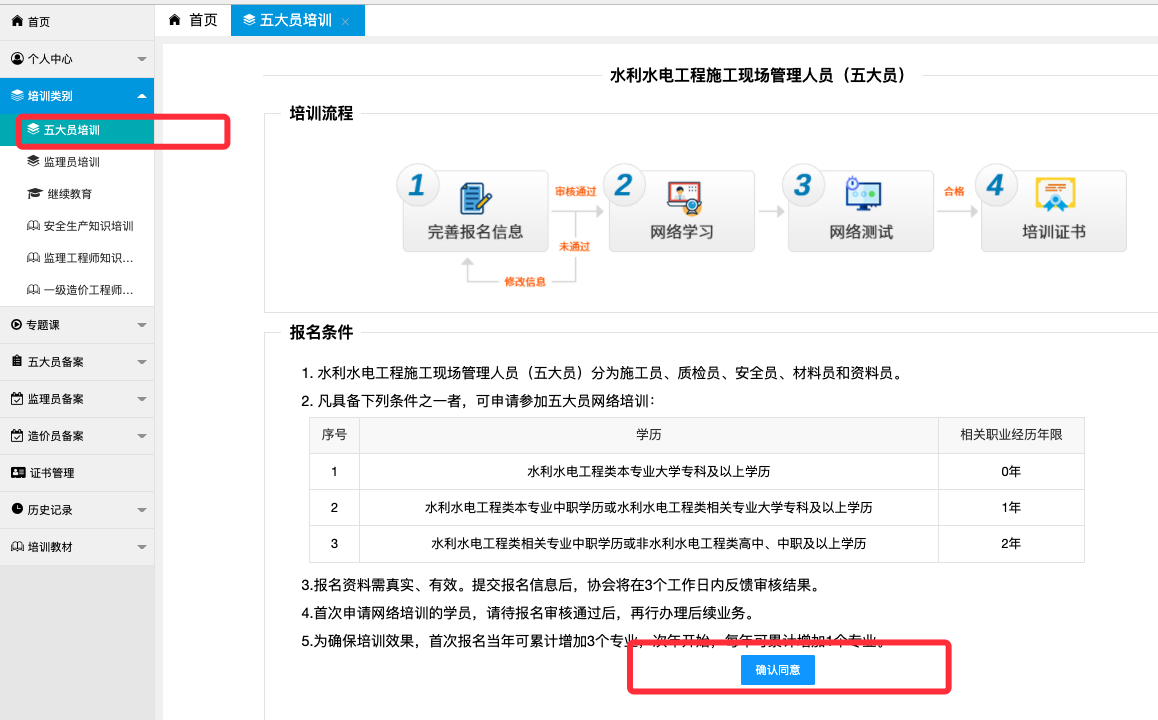 首页
个人中心
培训类别
五大员培训
监理员培训
继续教育
安全生产知识培训
监理工程师知识...
一级造价工程师...
专题课
五大员备案
监理员备案
造价员备案
证书管理
历史记录
培训教材
首页 五大员培训 ×
水利水电工程施工现场管理人员（五大员）
培训流程
1 完善报名信息
审核通过
未通过
修改信息
2 网络学习
3 网络测试
合格
4 培训证书
报名条件
1. 水利水电工程施工现场管理人员（五大员）分为施工员、质检员、安全员、材料员和资料员。
2. 凡具备下列条件之一者，可申请参加五大员网络培训：
序号 学历 相关职业经历年限
1 水利水电工程类本专业大学专科及以上学历 0年
2 水利水电工程类本专业中职学历或水利水电工程类相关专业大学专科及以上学历 1年
3 水利水电工程类相关专业中职学历或非水利水电工程类高中、中职及以上学历 2年
3.报名资料需真实、有效。提交报名信息后，协会将在3个工作日内反馈审核结果。
4.首次申请网络培训的学员，请待报名审核通过后，再行办理后续业务。
5.为确保培训效果，首次报名当年可累计增加3个专业，次年开始，每年可累计增加1个专业。
确认同意